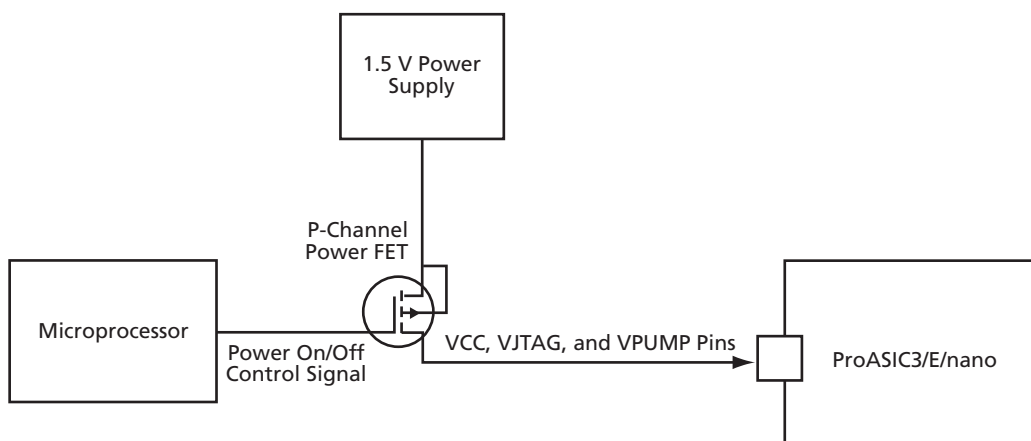 1.5 V Power
Supply
P-Channel
Power FET
Microprocessor
Power On/Off
Control Signal
VCC, VJTAG, and VPUMP Pins
ProASIC3/E/nano